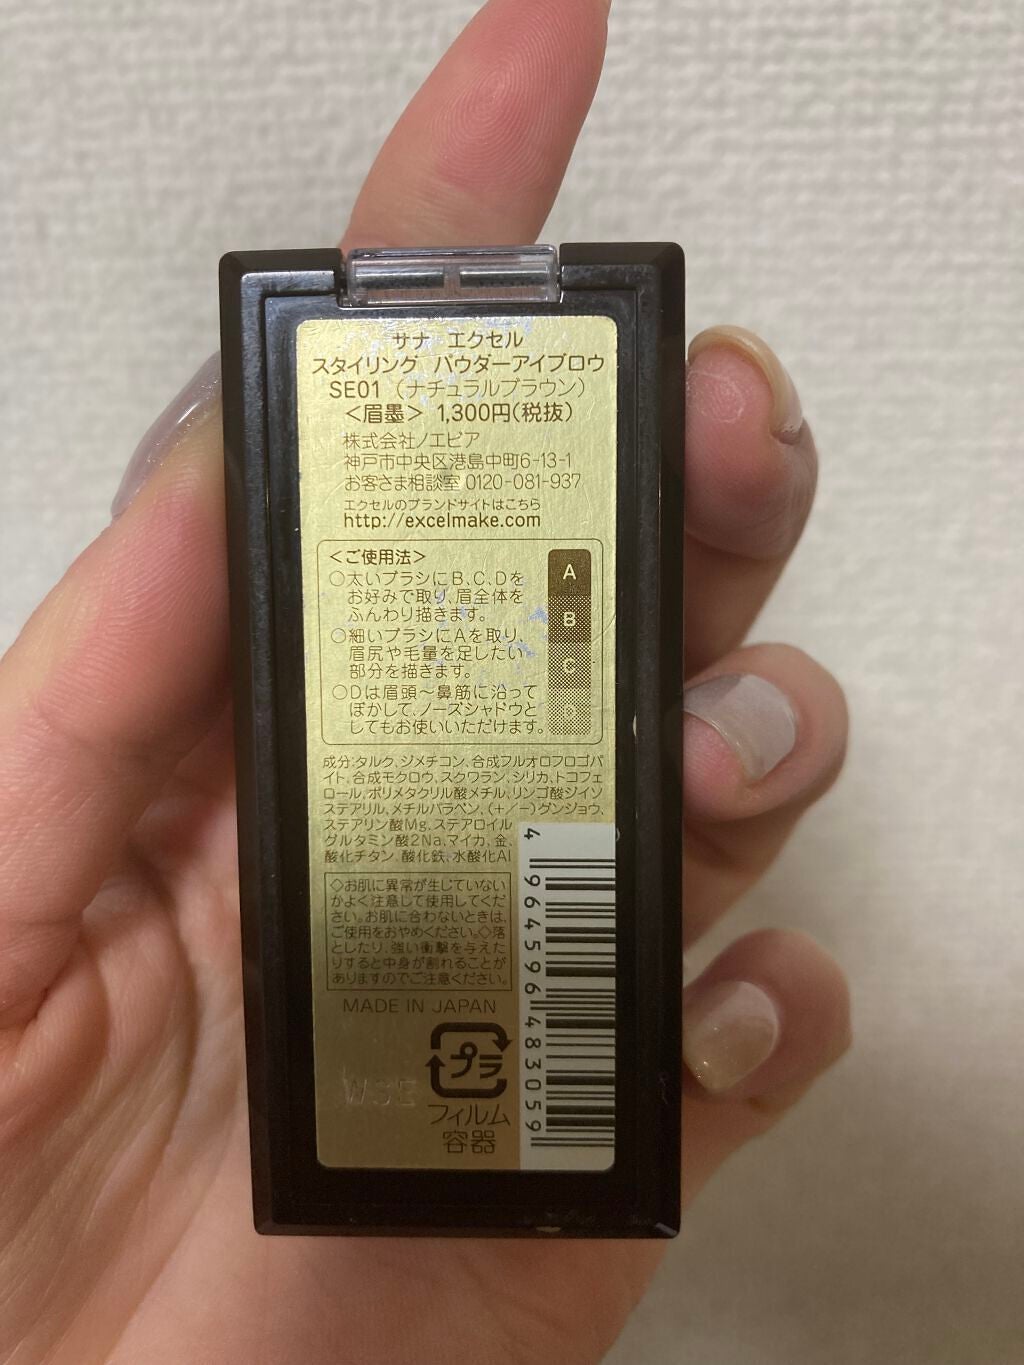 サナ エクセル
スタイリング パウダーアイブロウ
SE01（ナチュラルブラウン）
＜眉墨＞ 1,300円(税抜)
株式会社ノエビア
神戸市中央区港島中町6-13-1
お客さま相談室 0120-081-937
エクセルのブランドサイトはこちら
http://excelmake.com
＜ご使用法＞
○太いブラシにB、C、Dを
お好みで取り、眉全体を
ふんわり描きます。
○細いブラシにAを取り、
眉尻や毛量を足したい
部分を描きます。
○Dは眉頭～鼻筋に沿って
ぼかして、ノーズシャドウと
してもお使いいただけます。
A
B
C
D
成分：タルク、ジメチコン、合成フルオロフロゴパ
イト、合成モクロウ、スクワラン、シリカ、トコフェ
ロール、ポリメタクリル酸メチル、リンゴ酸ジイソ
ステアリル、メチルパラベン、(+/−)グンジョウ、
ステアリン酸Mg、ステアロイル
グルタミン酸2Na、マイカ、金、
酸化チタン、酸化鉄、水酸化Al
◇お肌に異常が生じていない
かよく注意して使用してくだ
さい。お肌に合わないときは、
ご使用をおやめください。◇落
としたり、強い衝撃を与えた
りすると中身が割れることが
ありますのでご注意ください。
MADE IN JAPAN
プラ
フィルム
容器
W3E
4 964596 483059